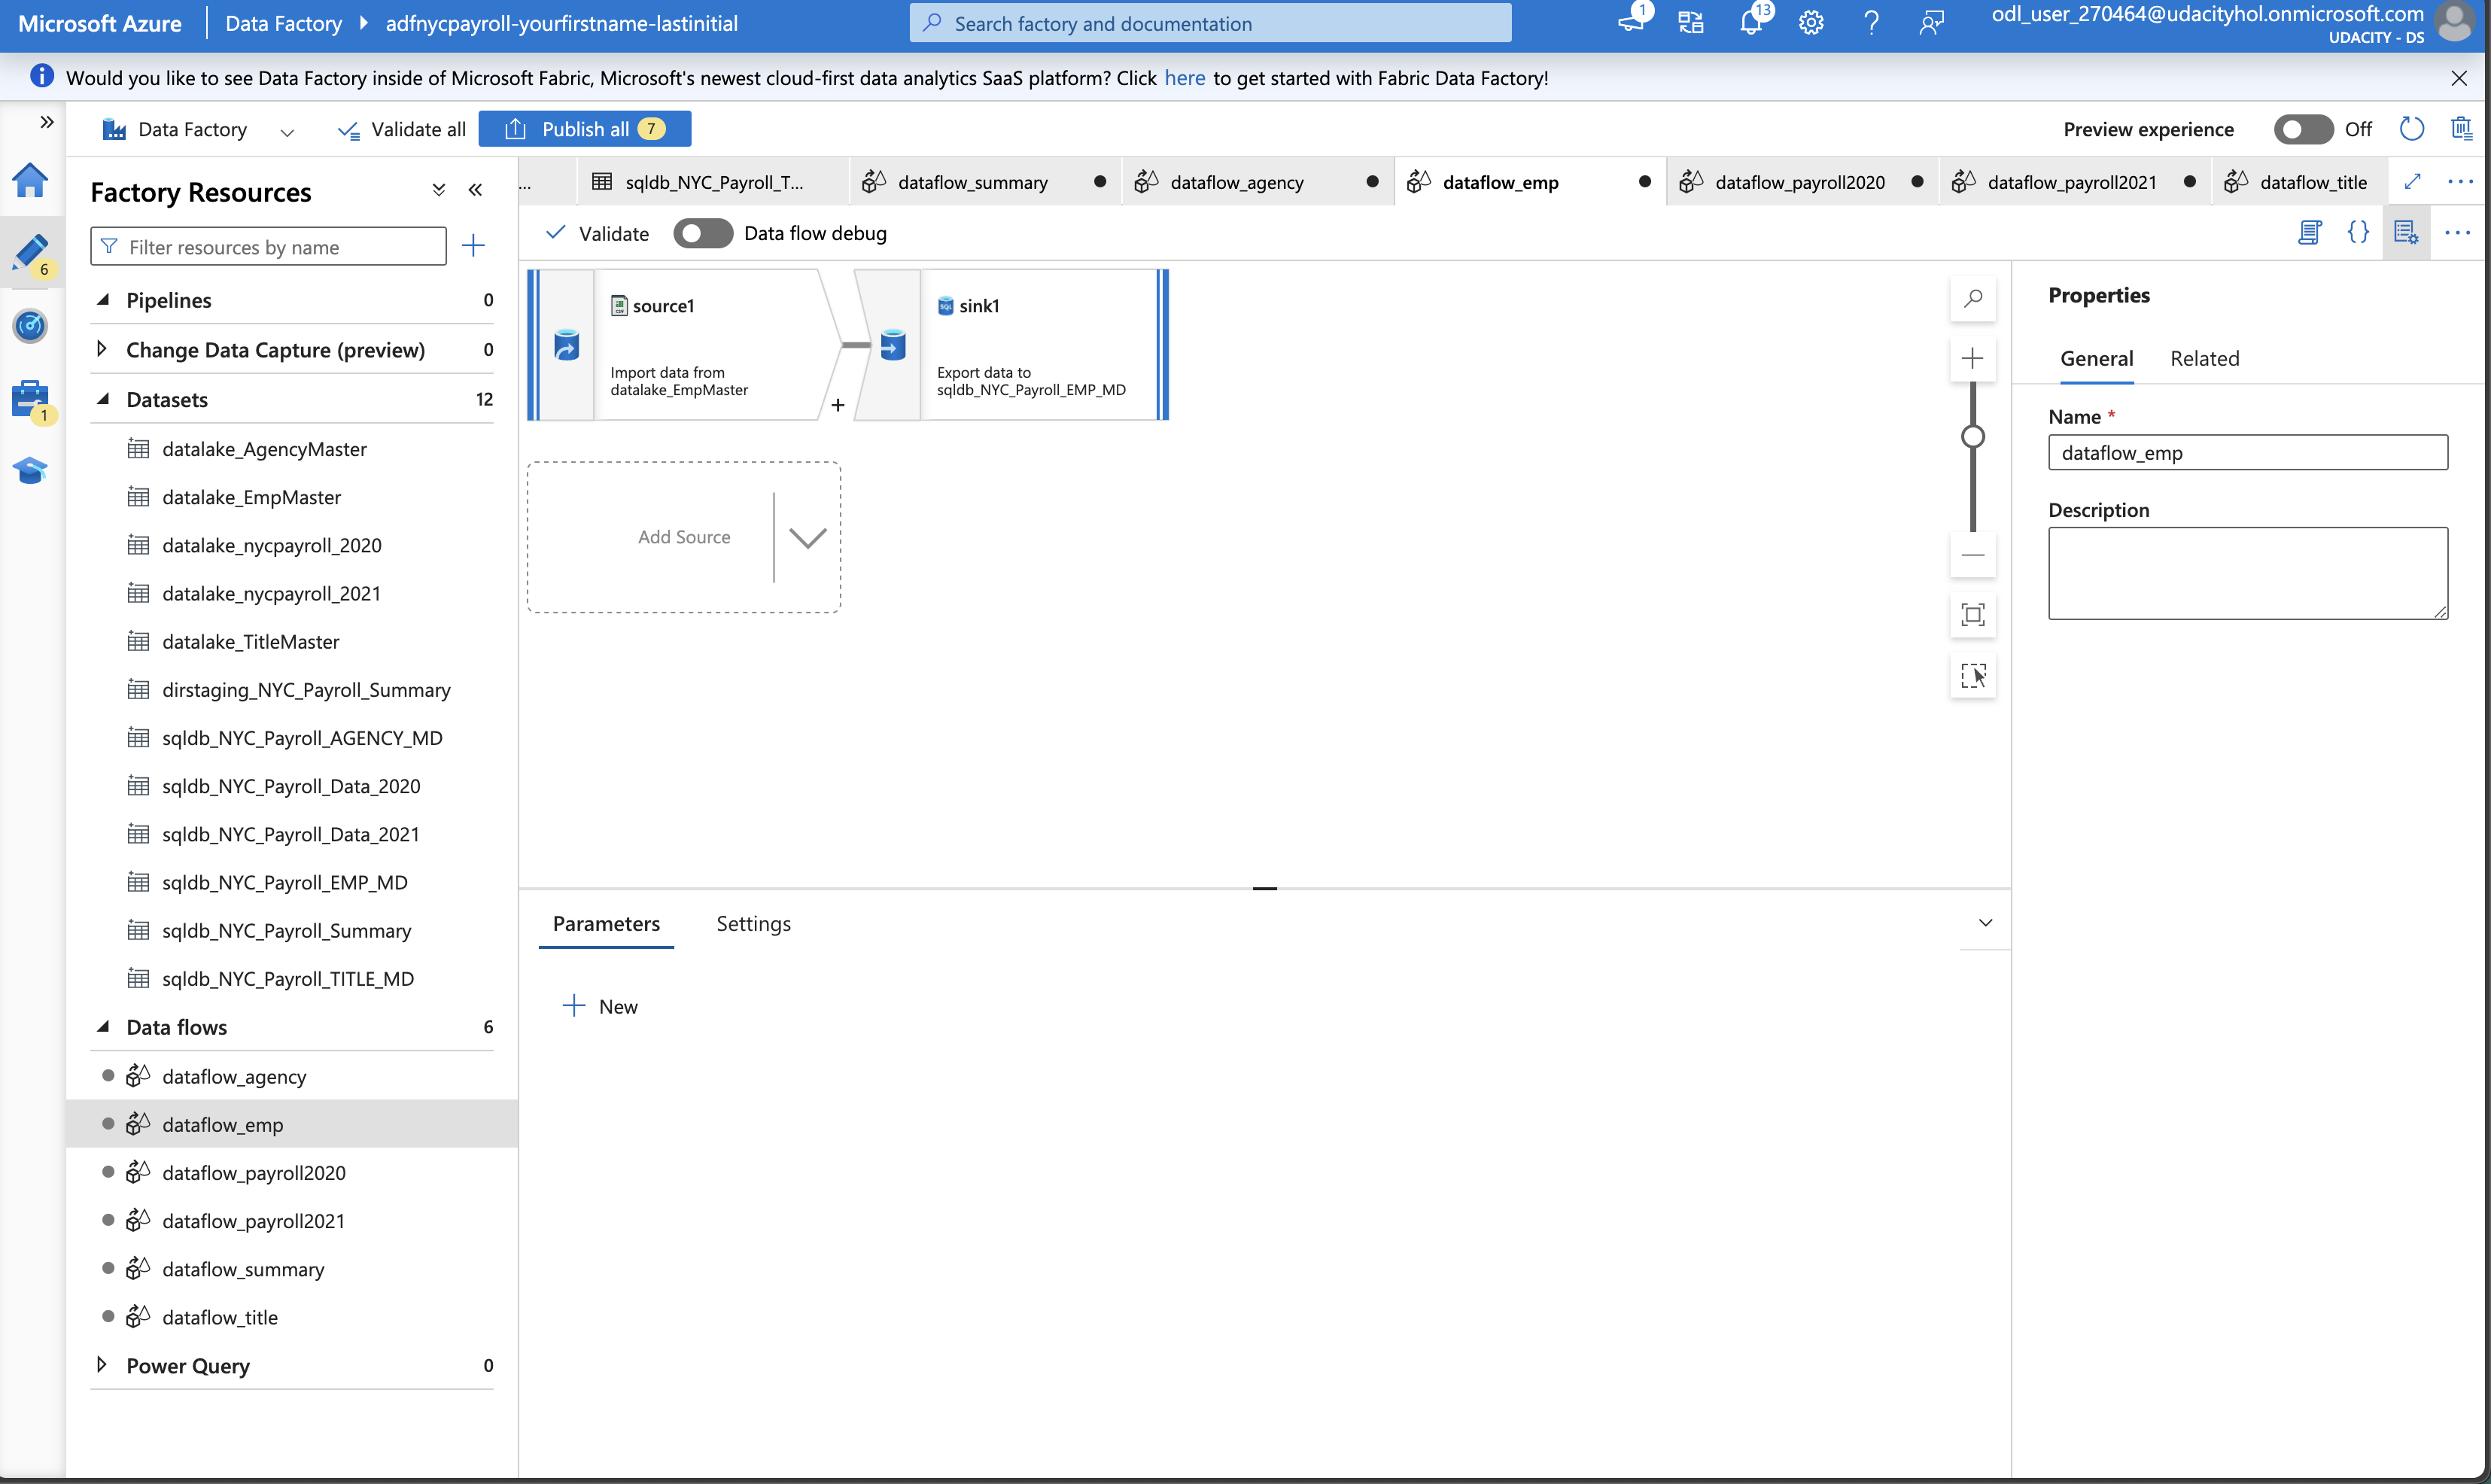 Microsoft Azure
Data Factory
adfnycpayroll-yourfirstname-lastinitial
Search factory and documentation
1
13
odl_user_270464@udacityhol.onmicrosoft.com
UDACITY - DS
Would you like to see Data Factory inside of Microsoft Fabric, Microsoft's newest cloud-first data analytics SaaS platform? Click here to get started with Fabric Data Factory!
Data Factory
Validate all
Publish all 7
Preview experience
Off
6
1
Factory Resources
Filter resources by name
Pipelines 0
Change Data Capture (preview) 0
Datasets 12
datalake_AgencyMaster
datalake_EmpMaster
datalake_nycpayroll_2020
datalake_nycpayroll_2021
datalake_TitleMaster
dirstaging_NYC_Payroll_Summary
sqldb_NYC_Payroll_AGENCY_MD
sqldb_NYC_Payroll_Data_2020
sqldb_NYC_Payroll_Data_2021
sqldb_NYC_Payroll_EMP_MD
sqldb_NYC_Payroll_Summary
sqldb_NYC_Payroll_TITLE_MD
Data flows 6
dataflow_agency
dataflow_emp
dataflow_payroll2020
dataflow_payroll2021
dataflow_summary
dataflow_title
Power Query 0
...
sqldb_NYC_Payroll_T...
dataflow_summary
dataflow_agency
dataflow_emp
dataflow_payroll2020
dataflow_payroll2021
dataflow_title
Validate
Data flow debug
source1
Import data from
datalake_EmpMaster
+
sink1
SQL
Export data to
sqldb_NYC_Payroll_EMP_MD
Add Source
Parameters
Settings
New
Properties
General
Related
Name *
dataflow_emp
Description